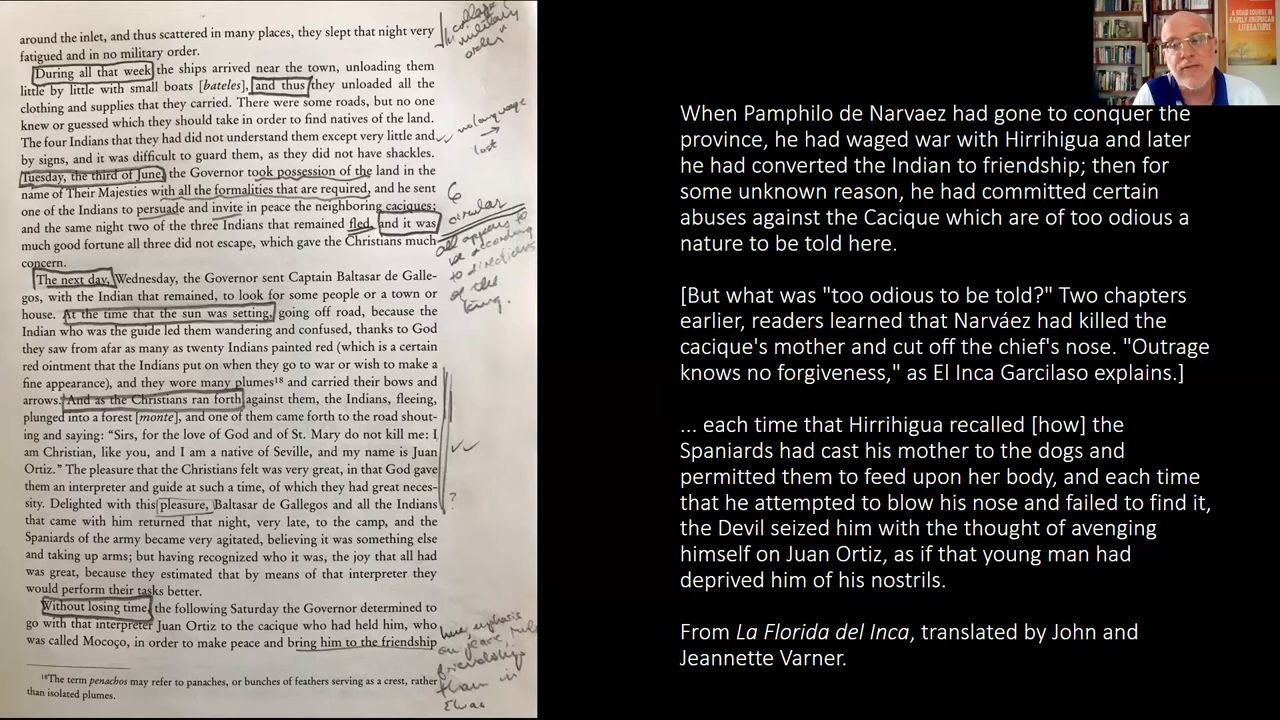 around the inlet, and thus scattered in many places, they slept that night very
fatigued and in no military order.
During all that week the ships arrived near the town, unloading them
little by little with small boats [bateles], and thus they unloaded all the
clothing and supplies that they carried. There were some roads, but no one
knew or guessed which they should take in order to find natives of the land.
The four Indians that they had did not understand them except very little and
by signs, and it was difficult to guard them, as they did not have shackles.
Tuesday, the third of June, the Governor took possession of the land in the
name of Their Majesties with all the formalities that are required, and he sent
one of the Indians to persuade and invite in peace the neighboring caciques;
and the same night two of the three Indians that remained fled, and it was
much good fortune all three did not escape, which gave the Christians much
concern.
The next day, Wednesday, the Governor sent Captain Baltasar de Galle-
gos, with the Indian that remained, to look for some people or a town or
house. At the time that the sun was setting, going off road, because the
Indian who was the guide led them wandering and confused, thanks to God
they saw from afar as many as twenty Indians painted red (which is a certain
red ointment that the Indians put on when they go to war or wish to make a
fine appearance), and they wore many plumes¹⁸ and carried their bows and
arrows. And as the Christians ran forth against them, the Indians, fleeing,
plunged into a forest [monte], and one of them came forth to the road shout-
ing and saying: “Sirs, for the love of God and of St. Mary do not kill me: I
am Christian, like you, and I am a native of Seville, and my name is Juan
Ortiz.” The pleasure that the Christians felt was very great, in that God gave
them an interpreter and guide at such a time, of which they had great neces-
sity. Delighted with this pleasure, Baltasar de Gallegos and all the Indians
that came with him returned that night, very late, to the camp, and the
Spaniards of the army became very agitated, believing it was something else
and taking up arms; but having recognized who it was, the joy that all had
was great, because they estimated that by means of that interpreter they
would perform their tasks better.
Without losing time, the following Saturday the Governor determined to
go with that interpreter Juan Ortiz to the cacique who had held him, who
was called Mocoço, in order to make peace and bring him to the friendship
¹⁸The term penachos may refer to panaches, or bunches of feathers serving as a crest, rather
than isolated plumes.
military
order"
no language
lost
circular
all appears to
be according
to directions
of the
king.
?
here, emphasis
on peace,
friendship
than in
Elvas
When Pamphilo de Narvaez had gone to conquer the
province, he had waged war with Hirrihigua and later
he had converted the Indian to friendship; then for
some unknown reason, he had committed certain
abuses against the Cacique which are of too odious a
nature to be told here.
[But what was "too odious to be told?" Two chapters
earlier, readers learned that Narváez had killed the
cacique's mother and cut off the chief's nose. "Outrage
knows no forgiveness," as El Inca Garcilaso explains.]
... each time that Hirrihigua recalled [how] the
Spaniards had cast his mother to the dogs and
permitted them to feed upon her body, and each time
that he attempted to blow his nose and failed to find it,
the Devil seized him with the thought of avenging
himself on Juan Ortiz, as if that young man had
deprived him of his nostrils.
From La Florida del Inca, translated by John and
Jeannette Varner.
A ROAD COURSE IN
EARLY AMERICAN
LITERATURE